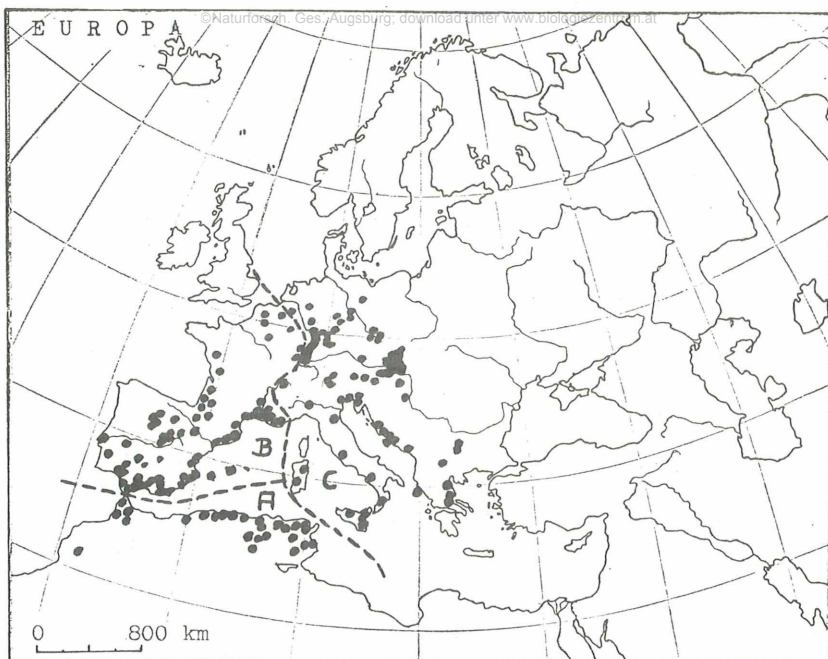 ©Naturforsch. Ges. Augsburg; download unter www.biologiezentrum.at
EUROPA
B
A
C
0 800 km